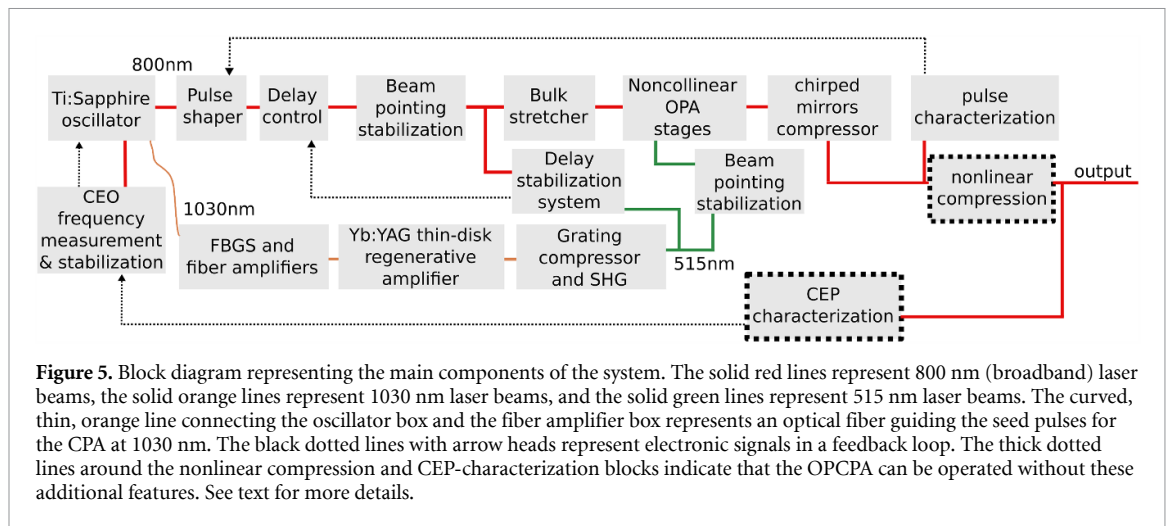 800nm
Ti:Sapphire
oscillator
Pulse
shaper
Delay
control
Beam
pointing
stabilization
Bulk
stretcher
Noncollinear
OPA
stages
chirped
mirrors
compressor
pulse
characterization
Delay
stabilization
system
Beam
pointing
stabilization
nonlinear
compression
output
CEO
frequency
measurement
& stabilization
1030nm
FBGS and
fiber amplifiers
Yb:YAG thin-disk
regenerative
amplifier
Grating
compressor
and SHG
515nm
CEP
characterization
Figure 5. Block diagram representing the main components of the system. The solid red lines represent 800 nm (broadband) laser
beams, the solid orange lines represent 1030 nm laser beams, and the solid green lines represent 515 nm laser beams. The curved,
thin, orange line connecting the oscillator box and the fiber amplifier box represents an optical fiber guiding the seed pulses for
the CPA at 1030 nm. The black dotted lines with arrow heads represent electronic signals in a feedback loop. The thick dotted
lines around the nonlinear compression and CEP-characterization blocks indicate that the OPCPA can be operated without these
additional features. See text for more details.